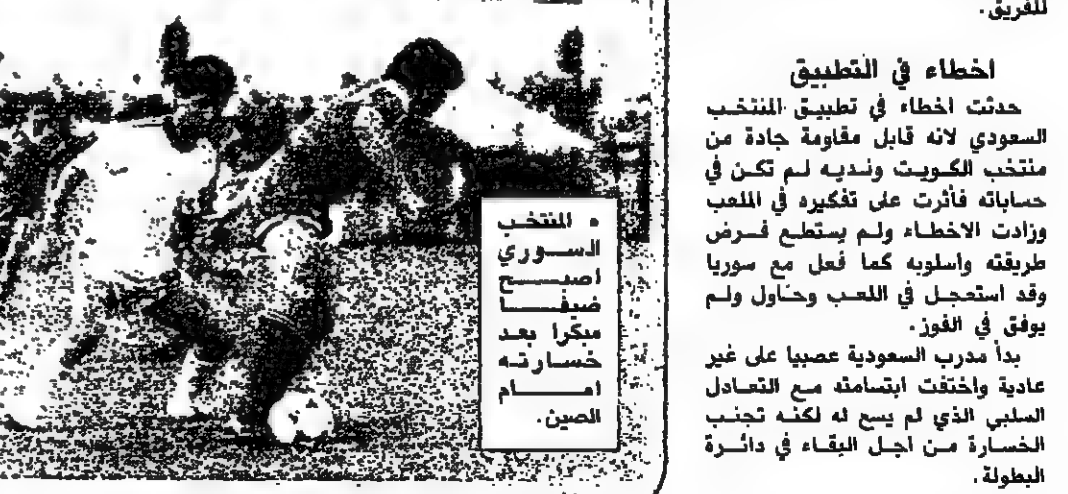 للفريق.
اخطاء في التطبيق
حدثت اخطاء في تطبيق المنتخب
السعودي لانه قابل مقاومة جادة من
منتخب الكويت ونديه لم تكن في
حساباته فأثرت على تفكيره في الملعب
وزادت الاخطاء ولم يستطع فرض
طريقته واسلوبه كما فعل مع سوريا
وقد استعجل في اللعب وحاول ولم
يوفق في الفوز.
بدأ مدرب السعودية عصبيا على غير
عادية واختفت ابتسامته مع التعادل
السلبي الذي لم يسع له لكنه تجنب
الخسارة من اجل البقاء في دائرة
البطولة.
• المنتخب
السوري
اصبح
ضيفا
مبكرا بعد
خسارته
امام
الصين.